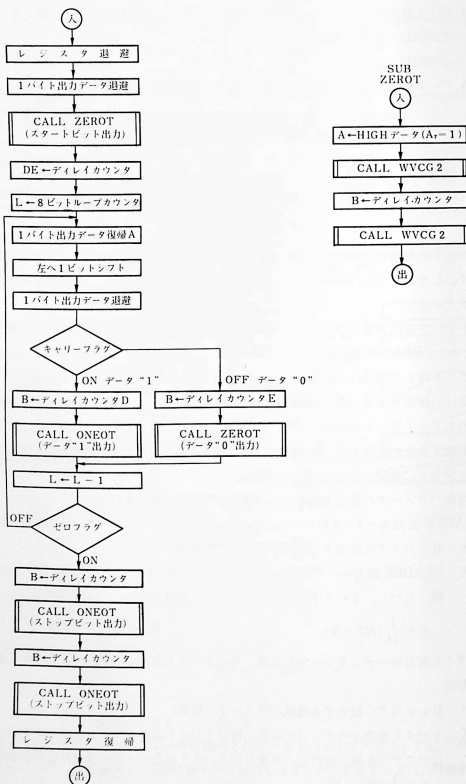 入
レジスタ退避
1バイト出力データ退避
CALL ZEROT
(スタートビット出力)
DE←ディレイカウンタ
L←8ビットループカウンタ
1バイト出力データ復帰A
左へ1ビットシフト
1バイト出力データ退避
キャリーフラグ
ON データ“1”
OFF データ“0”
B←ディレイカウンタD
B←ディレイカウンタE
CALL ONEOT
(データ“1”出力)
CALL ZEROT
(データ“0”出力)
L←L-1
OFF
ゼロフラグ
ON
B←ディレイカウンタ
CALL ONEOT
(ストップビット出力)
B←ディレイカウンタ
CALL ONEOT
(ストップビット出力)
レジスタ復帰
出
SUB
ZEROT
入
A←HIGHデータ(A₇=1)
CALL WVCG2
B←ディレイ・カウンタ
CALL WVCG2
出